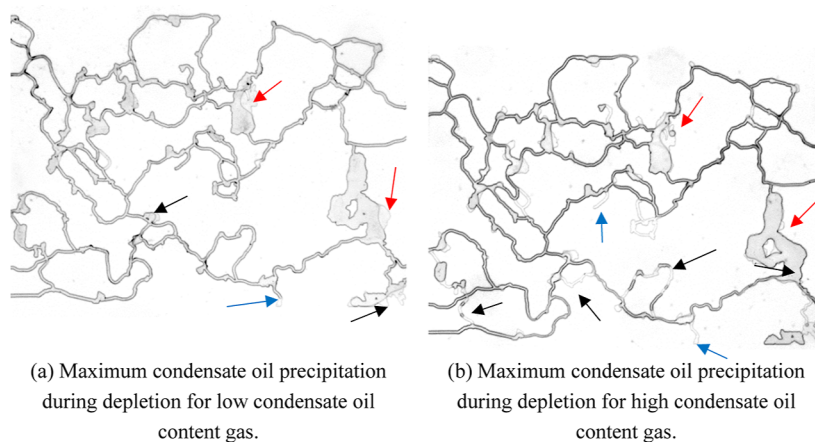 (a) Maximum condensate oil precipitation
during depletion for low condensate oil
content gas.
(b) Maximum condensate oil precipitation
during depletion for high condensate oil
content gas.